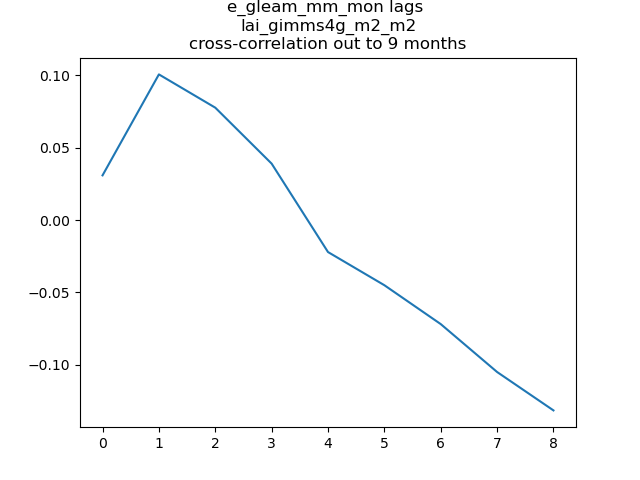 e_gleam_mm_mon lags
lai_gimms4g_m2_m2
cross-correlation out to 9 months
0.10
0.05
0.00
−0.05
−0.10
0 1 2 3 4 5 6 7 8